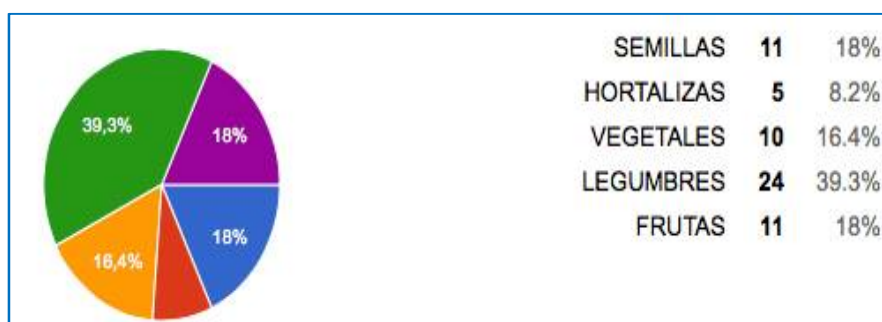 39,3%
18%
18%
16,4%
SEMILLAS 11 18%
HORTALIZAS 5 8.2%
VEGETALES 10 16.4%
LEGUMBRES 24 39.3%
FRUTAS 11 18%